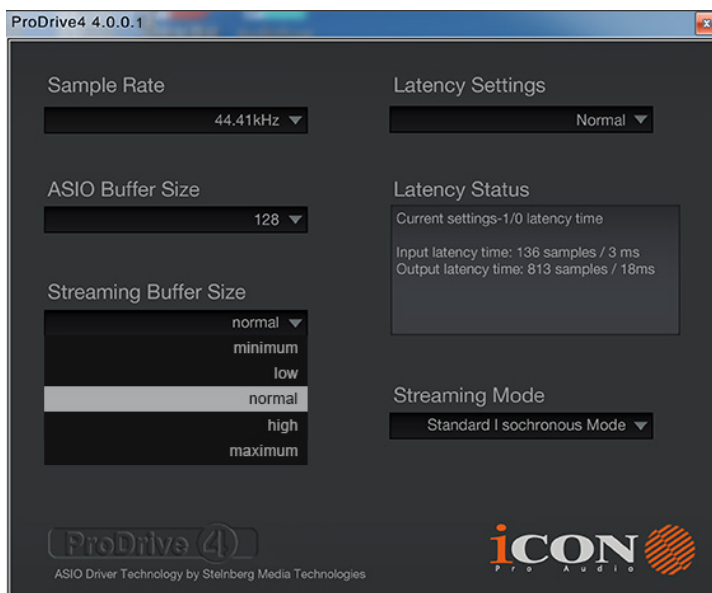 ProDrive4 4.0.0.1
x
Sample Rate
44.41kHz
ASIO Buffer Size
128
Streaming Buffer Size
normal
minimum
low
normal
high
maximum
Latency Settings
Normal
Latency Status
Current settings-1/0 latency time
Input latency time: 136 samples / 3 ms
Output latency time: 813 samples / 18ms
Streaming Mode
Standard I sochronous Mode
ProDrive 4
ASIO Driver Technology by Stelnberg Media Technologies
iCON
Pro Audio